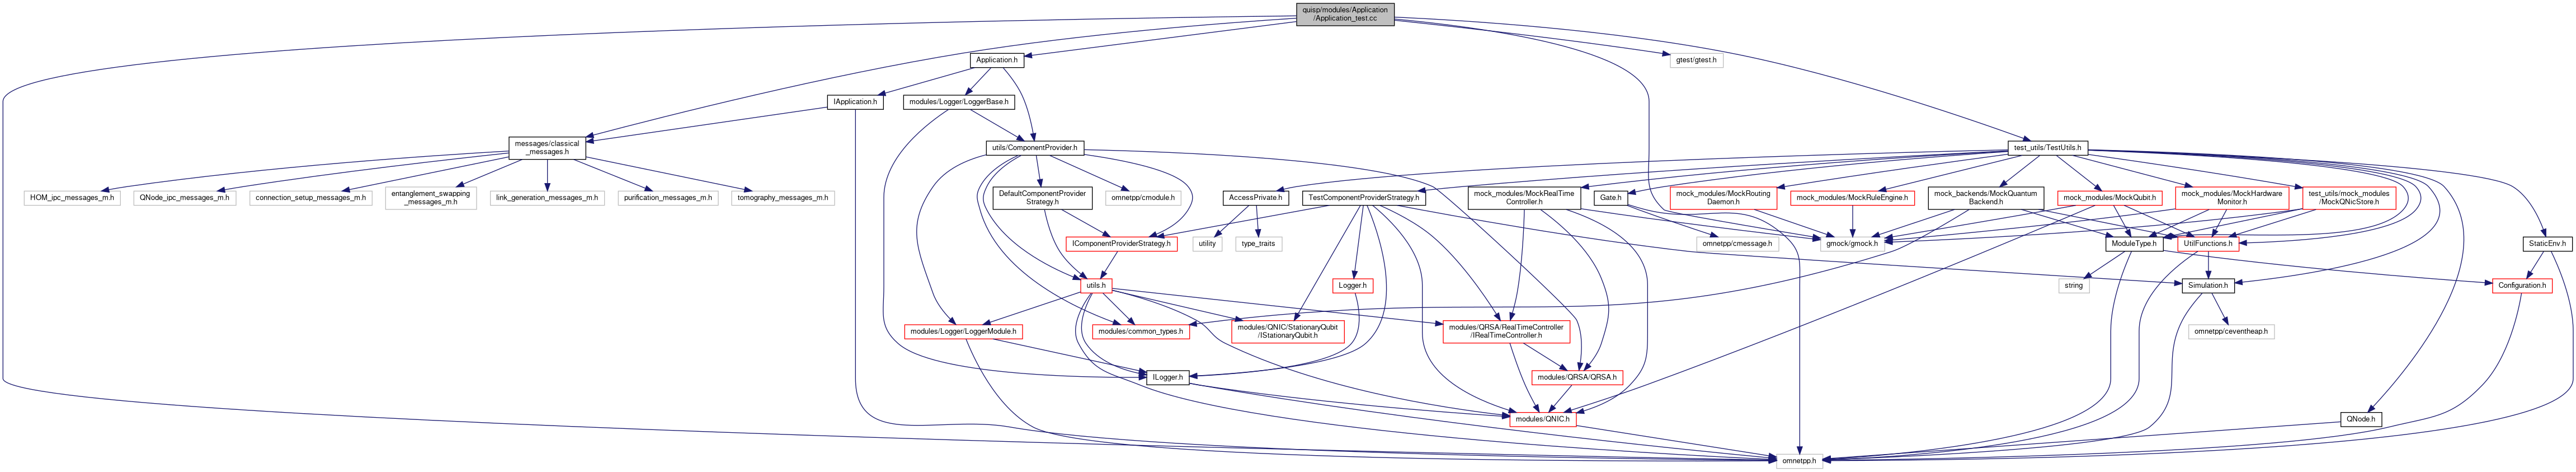 quisp/modules/Application
/Application_test.cc
Application.h
gtest/gtest.h
IApplication.h
modules/Logger/LoggerBase.h
messages/classical
_messages.h
utils/ComponentProvider.h
test_utils/TestUtils.h
HOM_ipc_messages_m.h
QNode_ipc_messages_m.h
connection_setup_messages_m.h
entanglement_swapping
_messages_m.h
link_generation_messages_m.h
purification_messages_m.h
tomography_messages_m.h
DefaultComponentProvider
Strategy.h
omnetpp/cmodule.h
AccessPrivate.h
TestComponentProviderStrategy.h
mock_modules/MockRealTime
Controller.h
Gate.h
mock_modules/MockRouting
Daemon.h
mock_modules/MockRuleEngine.h
mock_backends/MockQuantum
Backend.h
mock_modules/MockQubit.h
mock_modules/MockHardware
Monitor.h
test_utils/mock_modules
/MockQNicStore.h
IComponentProviderStrategy.h
utility
type_traits
omnetpp/cmessage.h
gmock/gmock.h
ModuleType.h
UtilFunctions.h
StaticEnv.h
utils.h
Logger.h
string
Simulation.h
Configuration.h
modules/Logger/LoggerModule.h
modules/common_types.h
modules/QNIC/StationaryQubit
/IStationaryQubit.h
modules/QRSA/RealTimeController
/IRealTimeController.h
omnetpp/ceventheap.h
ILogger.h
modules/QRSA/QRSA.h
modules/QNIC.h
QNode.h
omnetpp.h